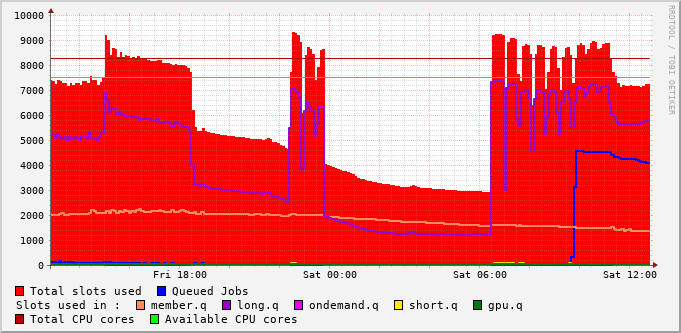 10000
9000
8000
7000
6000
5000
4000
3000
2000
1000
0
Fri 18:00 Sat 00:00 Sat 06:00 Sat 12:00
RRDTOOL / TOBI OETIKER
Total slots used Queued Jobs
Slots used in : member.q long.q ondemand.q short.q gpu.q
Total CPU cores Available CPU cores